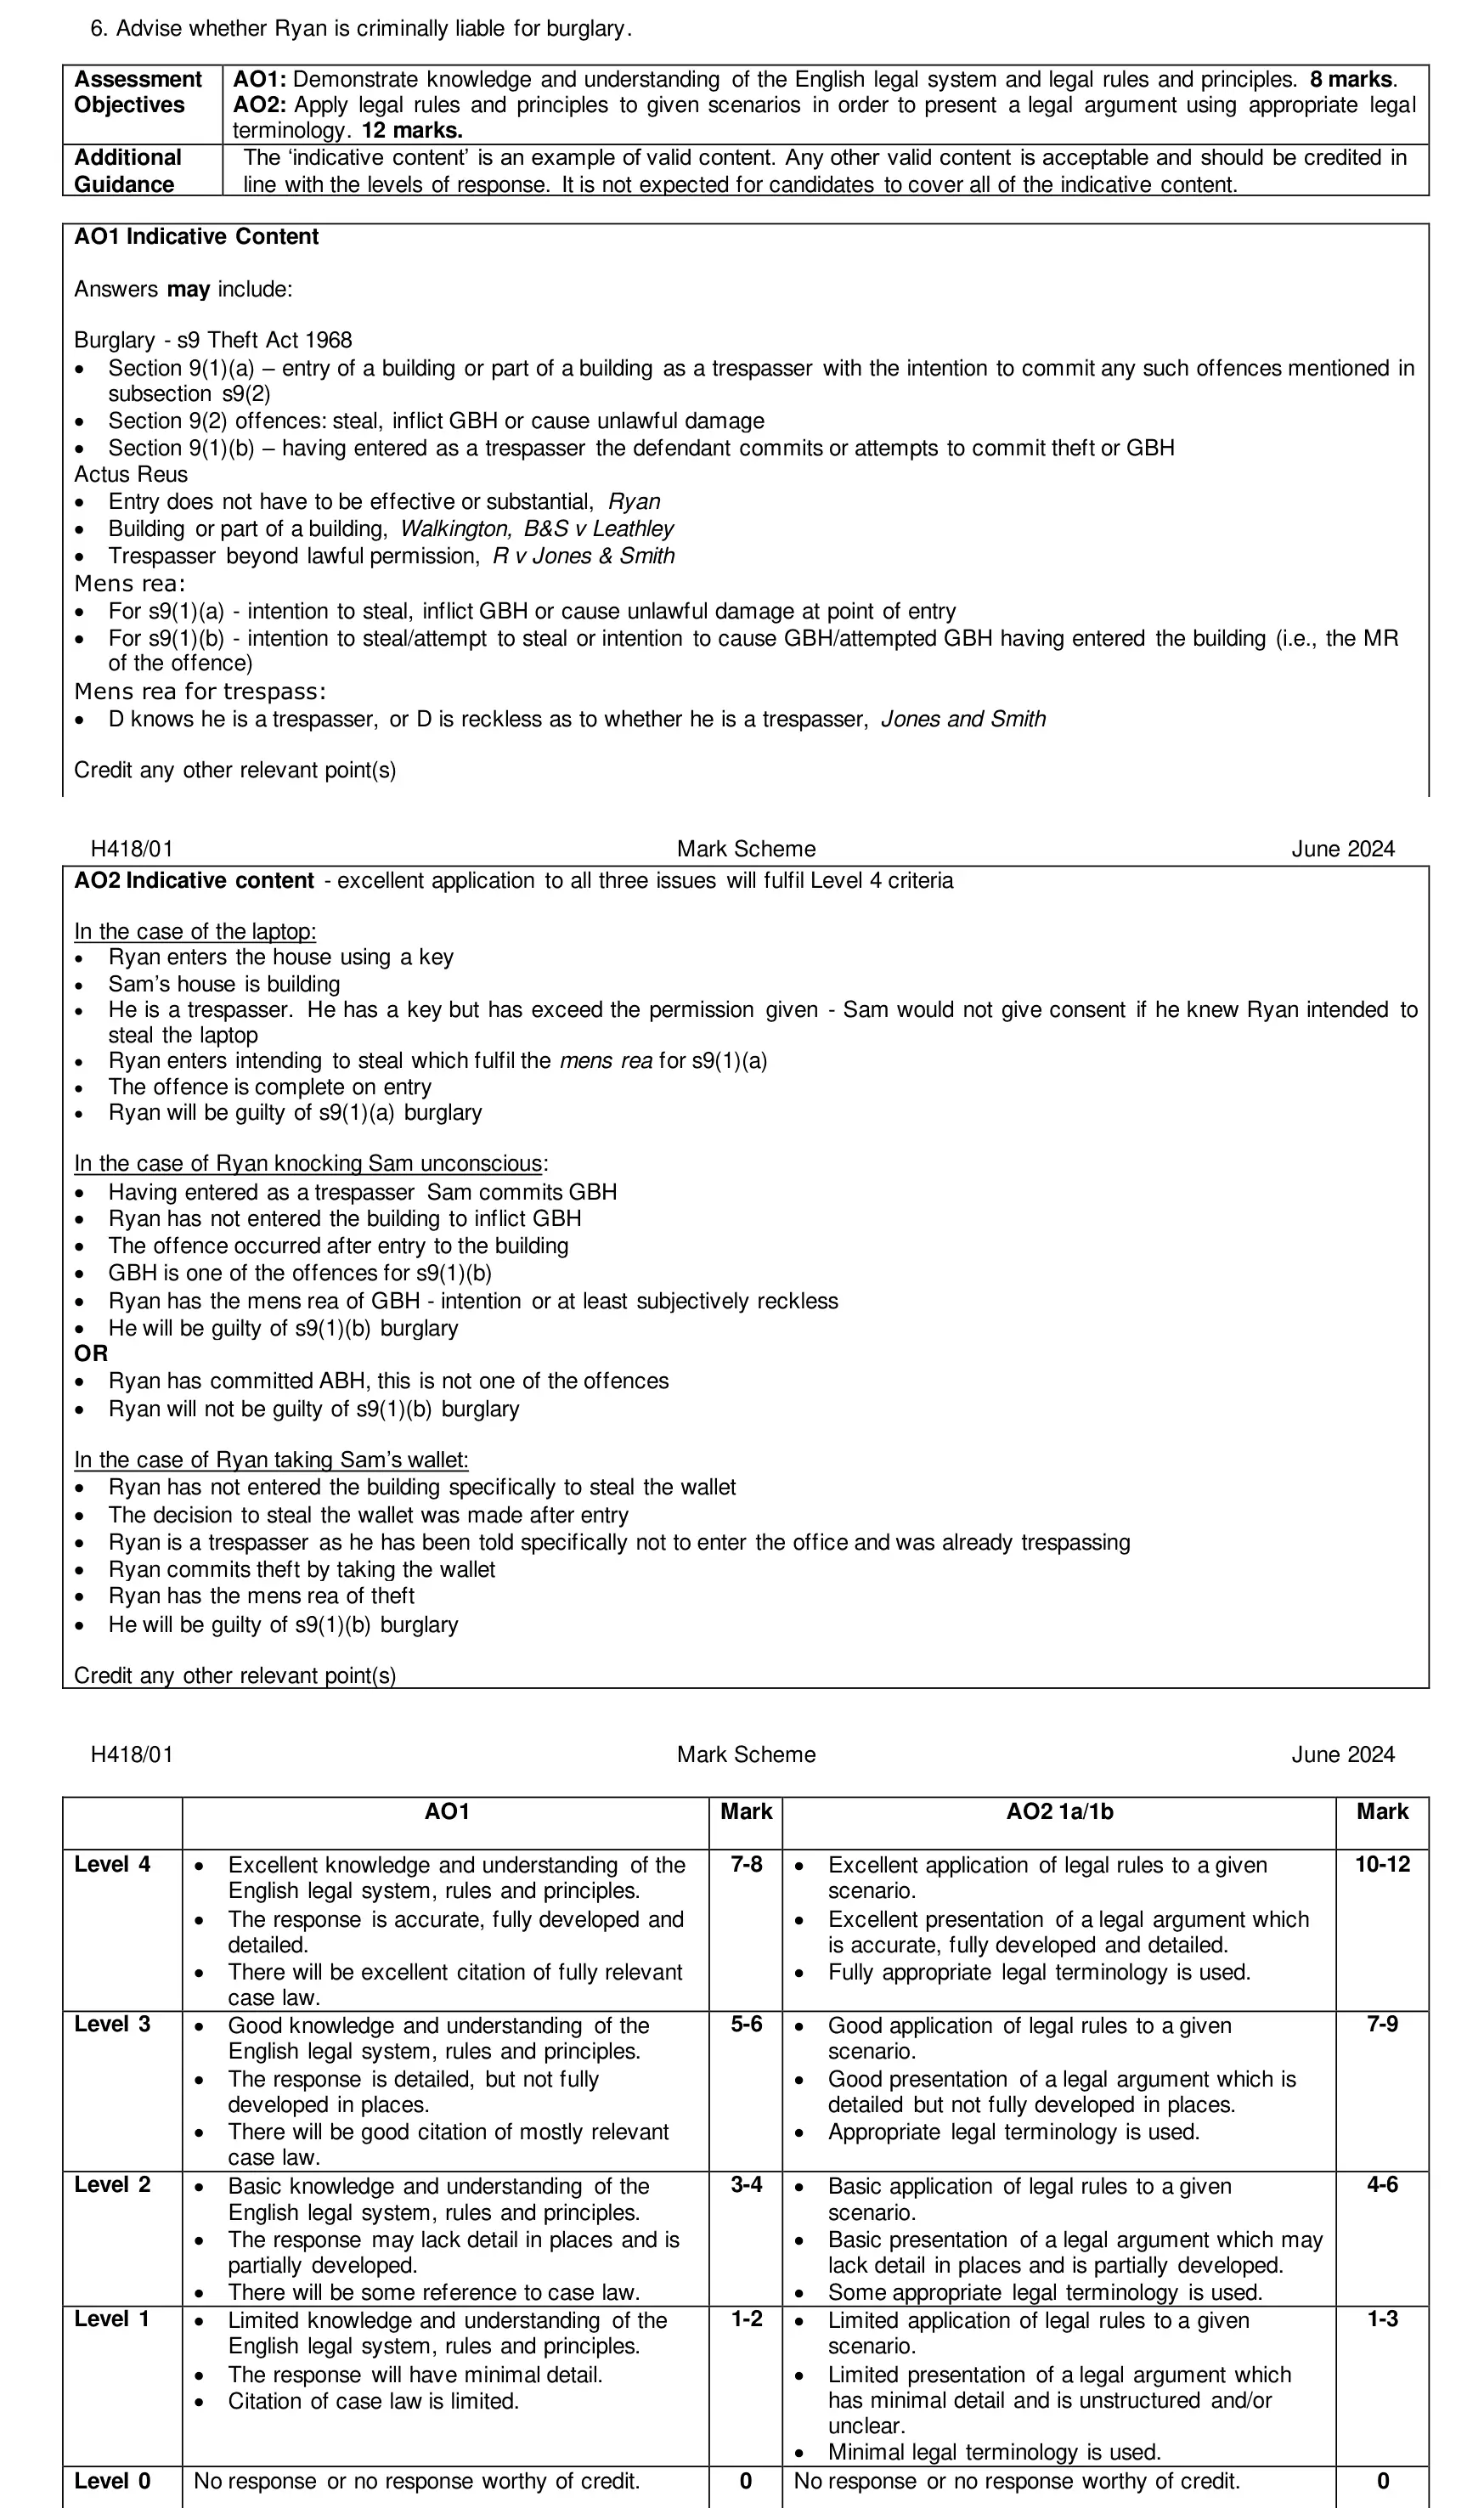 6. Advise whether Ryan is criminally liable for burglary.
Assessment Objectives
AO1: Demonstrate knowledge and understanding of the English legal system and legal rules and principles. 8 marks.
AO2: Apply legal rules and principles to given scenarios in order to present a legal argument using appropriate legal
terminology. 12 marks.
Additional Guidance
The ‘indicative content’ is an example of valid content. Any other valid content is acceptable and should be credited in
line with the levels of response. It is not expected for candidates to cover all of the indicative content.
AO1 Indicative Content
Answers may include:
Burglary - s9 Theft Act 1968
• Section 9(1)(a) – entry of a building or part of a building as a trespasser with the intention to commit any such offences mentioned in
subsection s9(2)
• Section 9(2) offences: steal, inflict GBH or cause unlawful damage
• Section 9(1)(b) – having entered as a trespasser the defendant commits or attempts to commit theft or GBH
Actus Reus
• Entry does not have to be effective or substantial, Ryan
• Building or part of a building, Walkington, B&S v Leathley
• Trespasser beyond lawful permission, R v Jones & Smith
Mens rea:
• For s9(1)(a) - intention to steal, inflict GBH or cause unlawful damage at point of entry
• For s9(1)(b) - intention to steal/attempt to steal or intention to cause GBH/attempted GBH having entered the building (i.e., the MR
of the offence)
Mens rea for trespass:
• D knows he is a trespasser, or D is reckless as to whether he is a trespasser, Jones and Smith
Credit any other relevant point(s)
H418/01 Mark Scheme June 2024
AO2 Indicative content - excellent application to all three issues will fulfil Level 4 criteria
In the case of the laptop:
• Ryan enters the house using a key
• Sam’s house is building
• He is a trespasser. He has a key but has exceed the permission given - Sam would not give consent if he knew Ryan intended to
steal the laptop
• Ryan enters intending to steal which fulfil the mens rea for s9(1)(a)
• The offence is complete on entry
• Ryan will be guilty of s9(1)(a) burglary
In the case of Ryan knocking Sam unconscious:
• Having entered as a trespasser Sam commits GBH
• Ryan has not entered the building to inflict GBH
• The offence occurred after entry to the building
• GBH is one of the offences for s9(1)(b)
• Ryan has the mens rea of GBH - intention or at least subjectively reckless
• He will be guilty of s9(1)(b) burglary
OR
• Ryan has committed ABH, this is not one of the offences
• Ryan will not be guilty of s9(1)(b) burglary
In the case of Ryan taking Sam’s wallet:
• Ryan has not entered the building specifically to steal the wallet
• The decision to steal the wallet was made after entry
• Ryan is a trespasser as he has been told specifically not to enter the office and was already trespassing
• Ryan commits theft by taking the wallet
• Ryan has the mens rea of theft
• He will be guilty of s9(1)(b) burglary
Credit any other relevant point(s)
H418/01 Mark Scheme June 2024
AO1 Mark AO2 1a/1b Mark
Level 4
• Excellent knowledge and understanding of the
English legal system, rules and principles.
• The response is accurate, fully developed and
detailed.
• There will be excellent citation of fully relevant
case law.
7-8
• Excellent application of legal rules to a given
scenario.
• Excellent presentation of a legal argument which
is accurate, fully developed and detailed.
• Fully appropriate legal terminology is used.
10-12
Level 3
• Good knowledge and understanding of the
English legal system, rules and principles.
• The response is detailed, but not fully
developed in places.
• There will be good citation of mostly relevant
case law.
5-6
• Good application of legal rules to a given
scenario.
• Good presentation of a legal argument which is
detailed but not fully developed in places.
• Appropriate legal terminology is used.
7-9
Level 2
• Basic knowledge and understanding of the
English legal system, rules and principles.
• The response may lack detail in places and is
partially developed.
• There will be some reference to case law.
3-4
• Basic application of legal rules to a given
scenario.
• Basic presentation of a legal argument which may
lack detail in places and is partially developed.
• Some appropriate legal terminology is used.
4-6
Level 1
• Limited knowledge and understanding of the
English legal system, rules and principles.
• The response will have minimal detail.
• Citation of case law is limited.
1-2
• Limited application of legal rules to a given
scenario.
• Limited presentation of a legal argument which
has minimal detail and is unstructured and/or
unclear.
• Minimal legal terminology is used.
1-3
Level 0
No response or no response worthy of credit.
0
No response or no response worthy of credit.
0